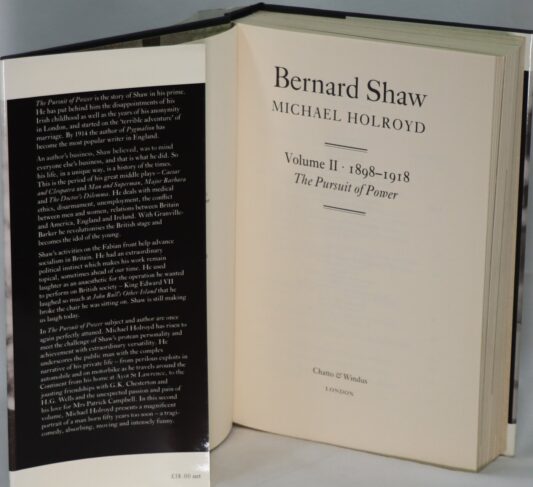 The Pursuit of Power is the story of Shaw in his prime.
He has put behind him the disappointments of his
Irish childhood as well as the years of his anonymity
in London, and started on the 'terrible adventure' of
marriage. By 1914 the author of Pygmalion has
become the most popular writer in England.
An author's business, Shaw believed, was to mind
everyone else's business, and that is what he did. So
his life, in a unique way, is a history of the times.
This is the period of his great middle plays – Caesar
and Cleopatra and Man and Superman, Major Barbara
and The Doctor's Dilemma. He deals with medical
ethics, disarmament, unemployment, the conflict
between men and women, relations between Britain
and America, England and Ireland. With Granville-
Barker he revolutionises the British stage and
becomes the idol of the young.
Shaw's activities on the Fabian front help advance
socialism in Britain. He had an extraordinary
political instinct which makes his work remain
topical, sometimes ahead of our time. He used
laughter as an anaesthetic for the operation he wanted
to perform on British society – King Edward VII
laughed so much at John Bull's Other Island that he
broke the chair he was sitting on. Shaw is still making
us laugh today.
In The Pursuit of Power subject and author are once
again perfectly attuned. Michael Holroyd has risen to
meet the challenge of Shaw's protean personality and
achievement with extraordinary versatility. He
underscores the public man with the complex
narrative of his private life – from perilous exploits in
automobile and on motorbike as he travels around the
Continent from his home at Ayot St Lawrence, to the
jousting friendships with G.K. Chesterton and
H.G. Wells and the unexpected passion and pain of
his love for Mrs Patrick Campbell. In this second
volume, Michael Holroyd presents a magnificent
portrait of a man born fifty years too soon – a tragi-
comedy, absorbing, moving and intensely funny.
£18.00 net
Bernard Shaw
MICHAEL HOLROYD
Volume II · 1898–1918
The Pursuit of Power
Chatto & Windus
LONDON